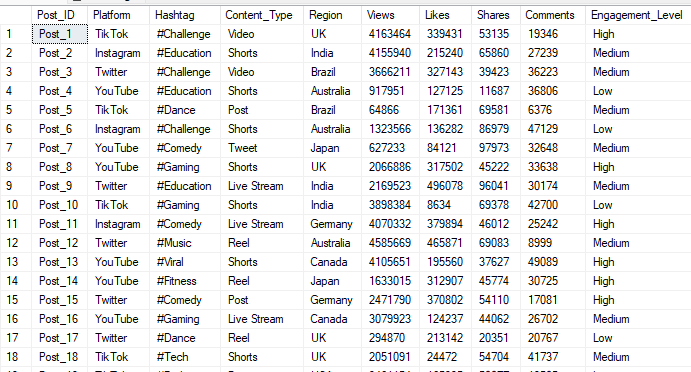 Post_ID Platform Hashtag Content_Type Region Views Likes Shares Comments Engagement_Level
1 Post_1 TikTok #Challenge Video UK 4163464 339431 53135 19346 High
2 Post_2 Instagram #Education Shorts India 4155940 215240 65860 27239 Medium
3 Post_3 Twitter #Challenge Video Brazil 3666211 327143 39423 36223 Medium
4 Post_4 YouTube #Education Shorts Australia 917951 127125 11687 36806 Low
5 Post_5 TikTok #Dance Post Brazil 64866 171361 69581 6376 Medium
6 Post_6 Instagram #Challenge Shorts Australia 1323566 136282 86979 47129 Low
7 Post_7 YouTube #Comedy Tweet Japan 627233 84121 97973 32648 Medium
8 Post_8 YouTube #Gaming Shorts UK 2066886 317502 45222 33638 High
9 Post_9 Twitter #Education Live Stream India 2169523 496078 96041 30174 Medium
10 Post_10 TikTok #Gaming Shorts India 3898384 8634 69378 42700 Low
11 Post_11 Instagram #Comedy Live Stream Germany 4070332 379894 46012 25242 High
12 Post_12 Twitter #Music Reel Australia 4585669 465871 69083 8999 Medium
13 Post_13 YouTube #Viral Shorts Canada 4105651 195560 37627 49089 High
14 Post_14 YouTube #Fitness Reel Japan 1633015 312907 45774 30725 High
15 Post_15 Twitter #Comedy Post Germany 2471790 370802 54110 17081 High
16 Post_16 YouTube #Gaming Live Stream Canada 3079923 124237 44062 26702 Medium
17 Post_17 Twitter #Dance Reel UK 294870 213142 20351 20767 Low
18 Post_18 TikTok #Tech Shorts UK 2051091 24472 54704 41737 Medium